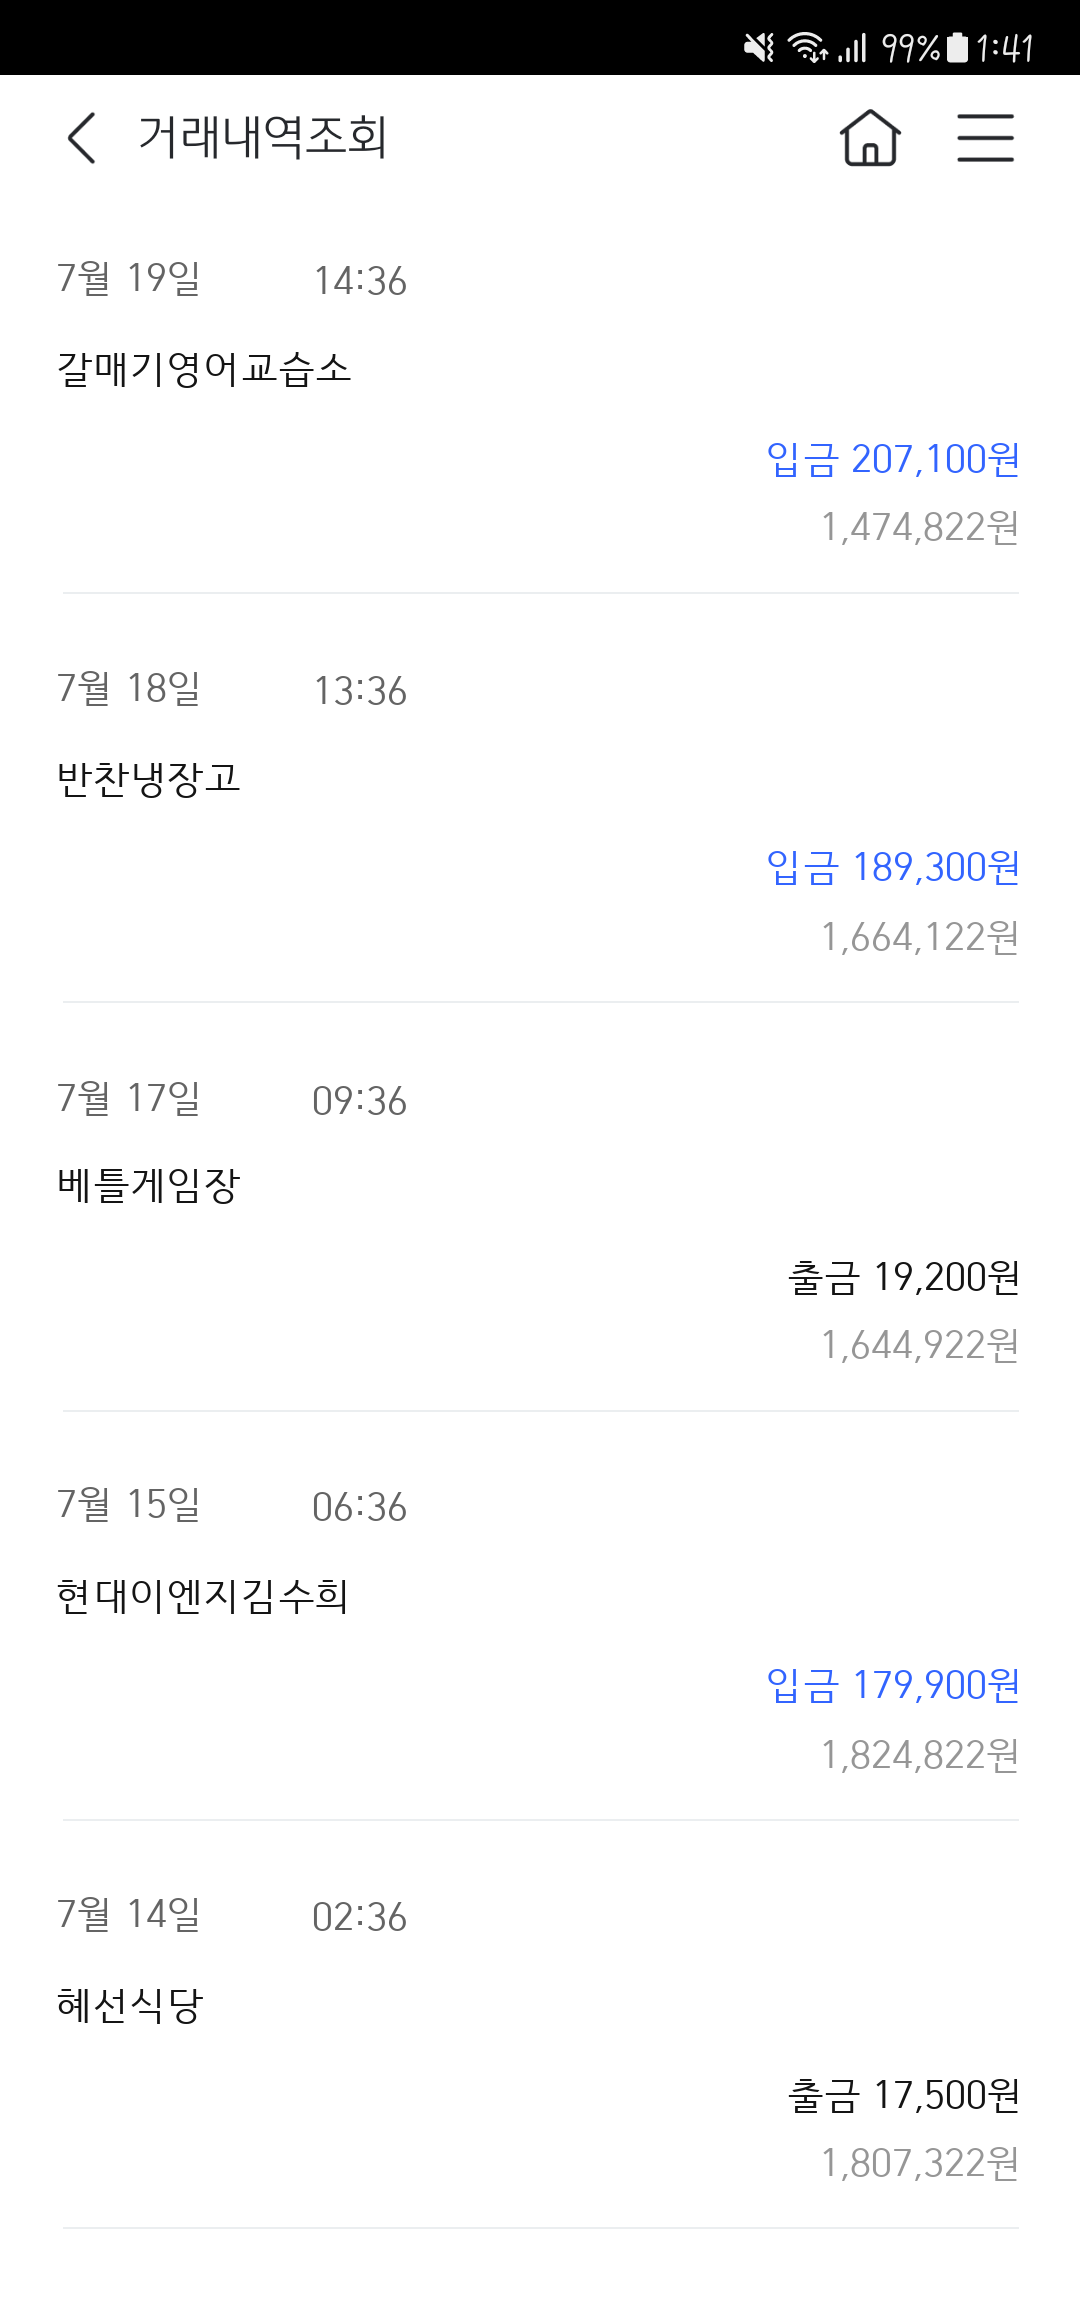 99% 1:41
거래내역조회
7월 19일 14:36
갈매기영어교습소
입금 207,100원
1,474,822원
7월 18일 13:36
반찬냉장고
입금 189,300원
1,664,122원
7월 17일 09:36
베틀게임장
출금 19,200원
1,644,922원
7월 15일 06:36
현대이엔지김수희
입금 179,900원
1,824,822원
7월 14일 02:36
혜선식당
출금 17,500원
1,807,322원